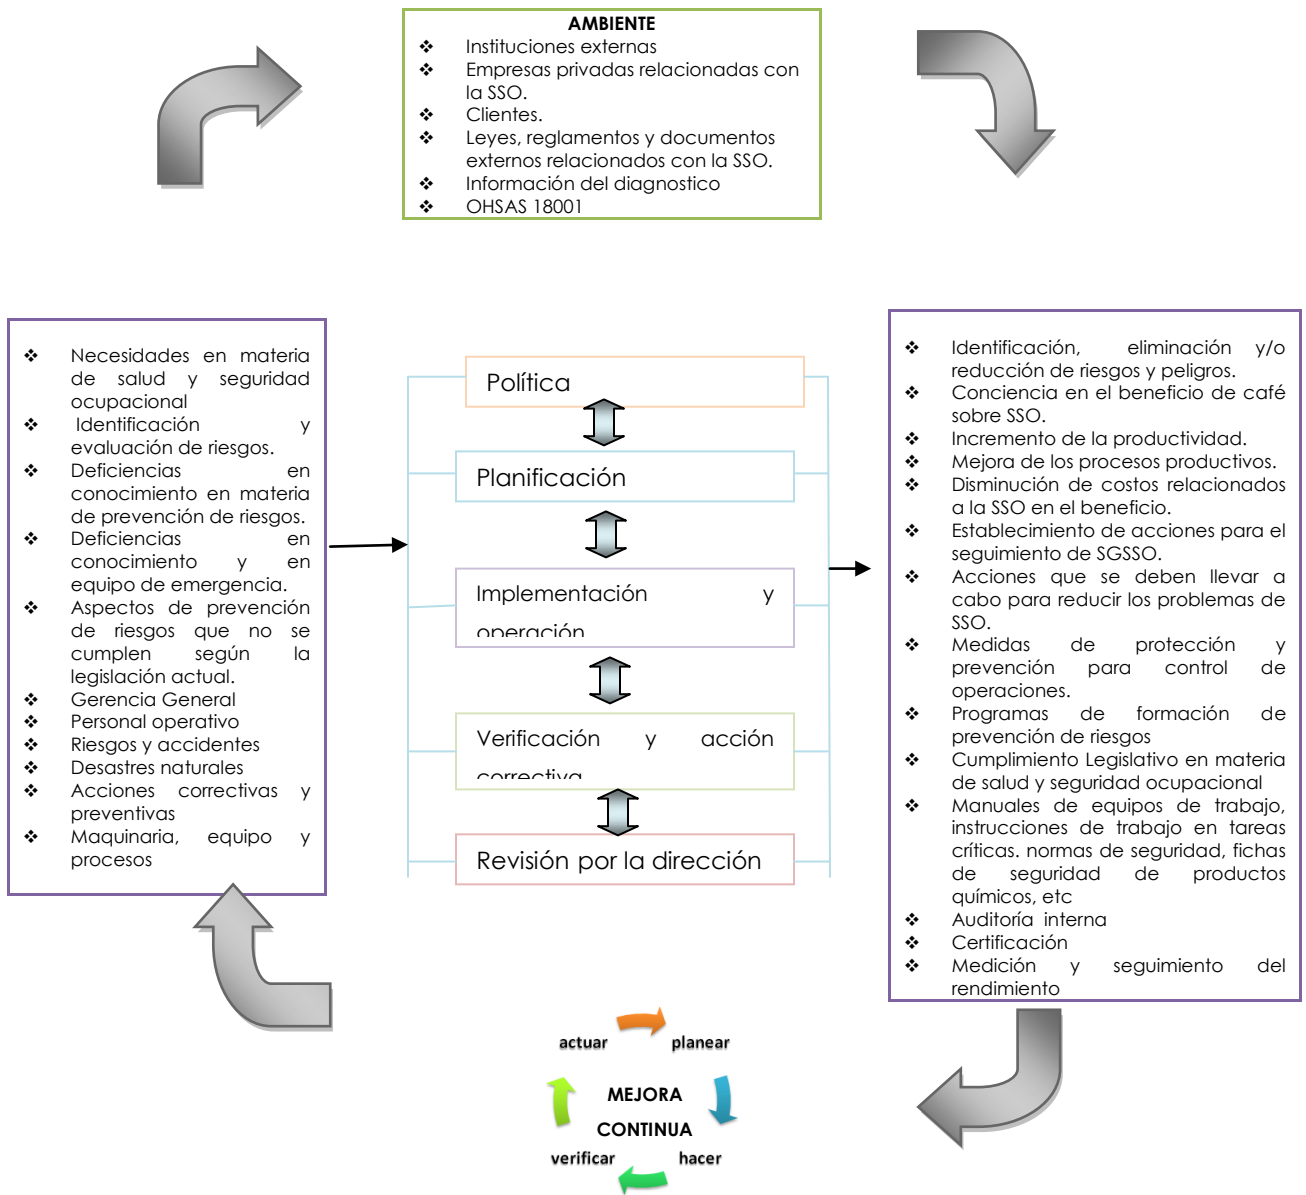 AMBIENTE
❖ Instituciones externas
❖ Empresas privadas relacionadas con
la SSO.
❖ Clientes.
❖ Leyes, reglamentos y documentos
externos relacionados con la SSO.
❖ Información del diagnostico
❖ OHSAS 18001
❖ Necesidades en materia
de salud y seguridad
ocupacional
❖ Identificación y
evaluación de riesgos.
❖ Deficiencias en
conocimiento en materia
de prevención de riesgos.
❖ Deficiencias en
conocimiento y en
equipo de emergencia.
❖ Aspectos de prevención
de riesgos que no se
cumplen según la
legislación actual.
❖ Gerencia General
❖ Personal operativo
❖ Riesgos y accidentes
❖ Desastres naturales
❖ Acciones correctivas y
preventivas
❖ Maquinaria, equipo y
procesos
Política
Planificación
Implementación y
operación
Verificación y acción
correctiva
Revisión por la dirección
❖ Identificación, eliminación y/o
reducción de riesgos y peligros.
❖ Conciencia en el beneficio de café
sobre SSO.
❖ Incremento de la productividad.
❖ Mejora de los procesos productivos.
❖ Disminución de costos relacionados
a la SSO en el beneficio.
❖ Establecimiento de acciones para el
seguimiento de SGSSO.
❖ Acciones que se deben llevar a
cabo para reducir los problemas de
SSO.
❖ Medidas de protección y
prevención para control de
operaciones.
❖ Programas de formación de
prevención de riesgos
❖ Cumplimiento Legislativo en materia
de salud y seguridad ocupacional
❖ Manuales de equipos de trabajo,
instrucciones de trabajo en tareas
críticas. normas de seguridad, fichas
de seguridad de productos
químicos, etc
❖ Auditoría interna
❖ Certificación
❖ Medición y seguimiento del
rendimiento
actuar planear
MEJORA
CONTINUA
verificar hacer